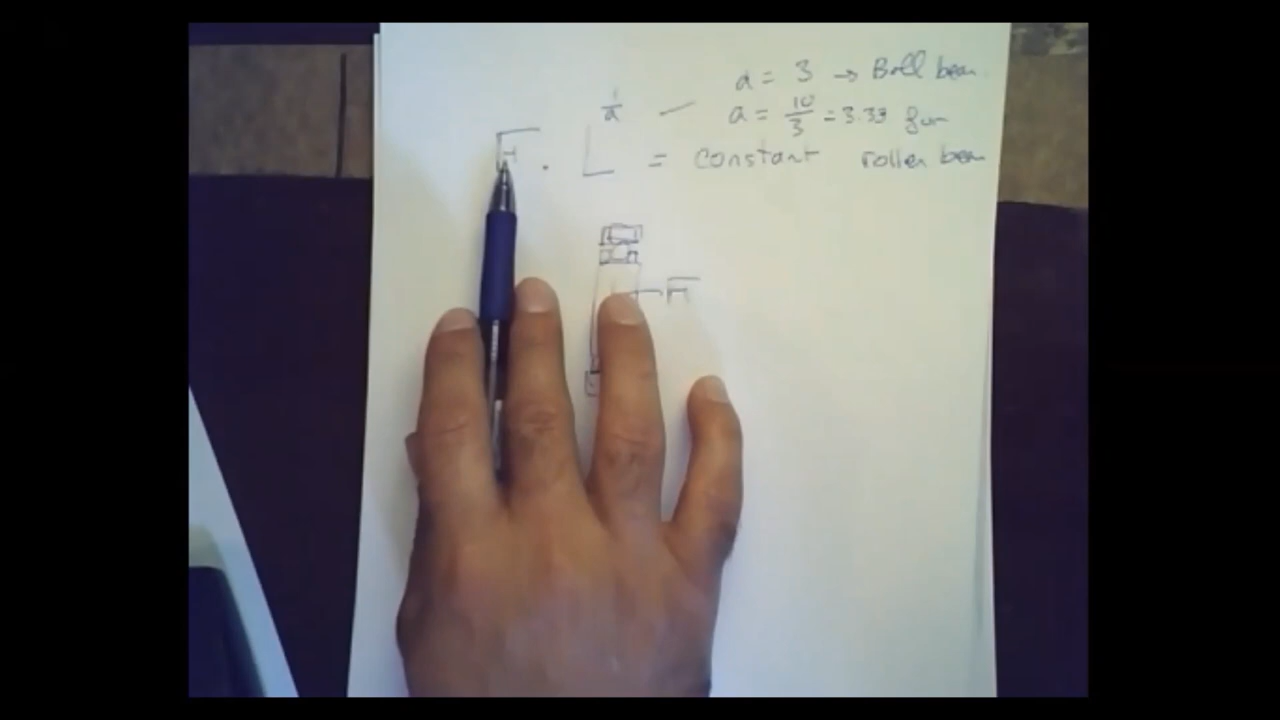 a = 3 → Ball bea
a = 10/3 = 3.33 for
F . L^(1/a) = constant roller bea
F